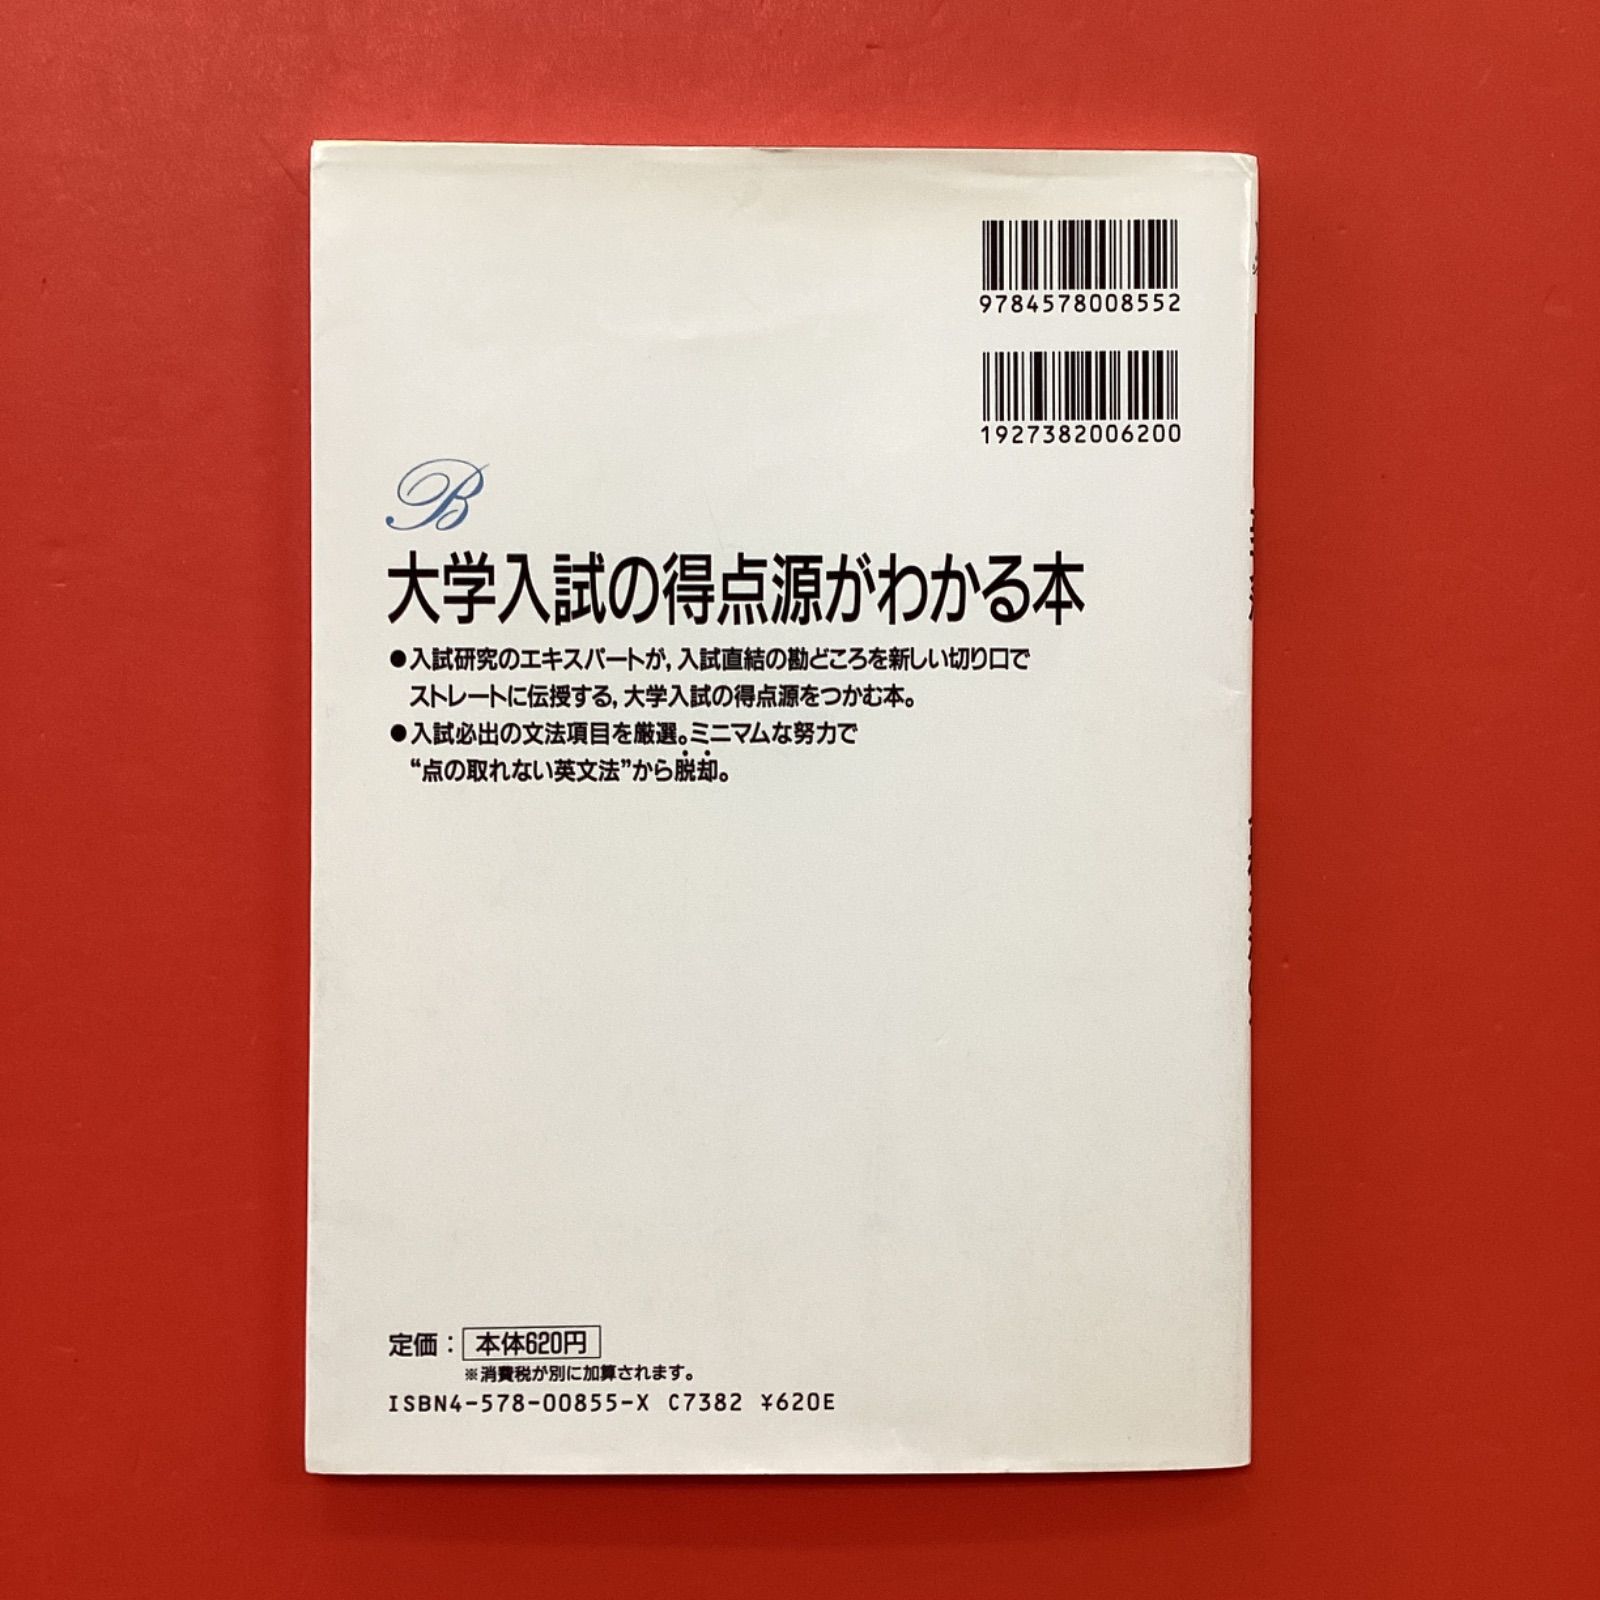 9784578008552
1927382006200
B
大学入試の得点源がわかる本
●入試研究のエキスパートが,入試直結の勘どころを新しい切り口で
ストレートに伝授する,大学入試の得点源をつかむ本。
●入試必出の文法項目を厳選。ミニマムな努力で
“点の取れない英文法”から脱却。
定価：本体620円
※消費税が別に加算されます。
ISBN4-578-00855-X C7382 ¥620E